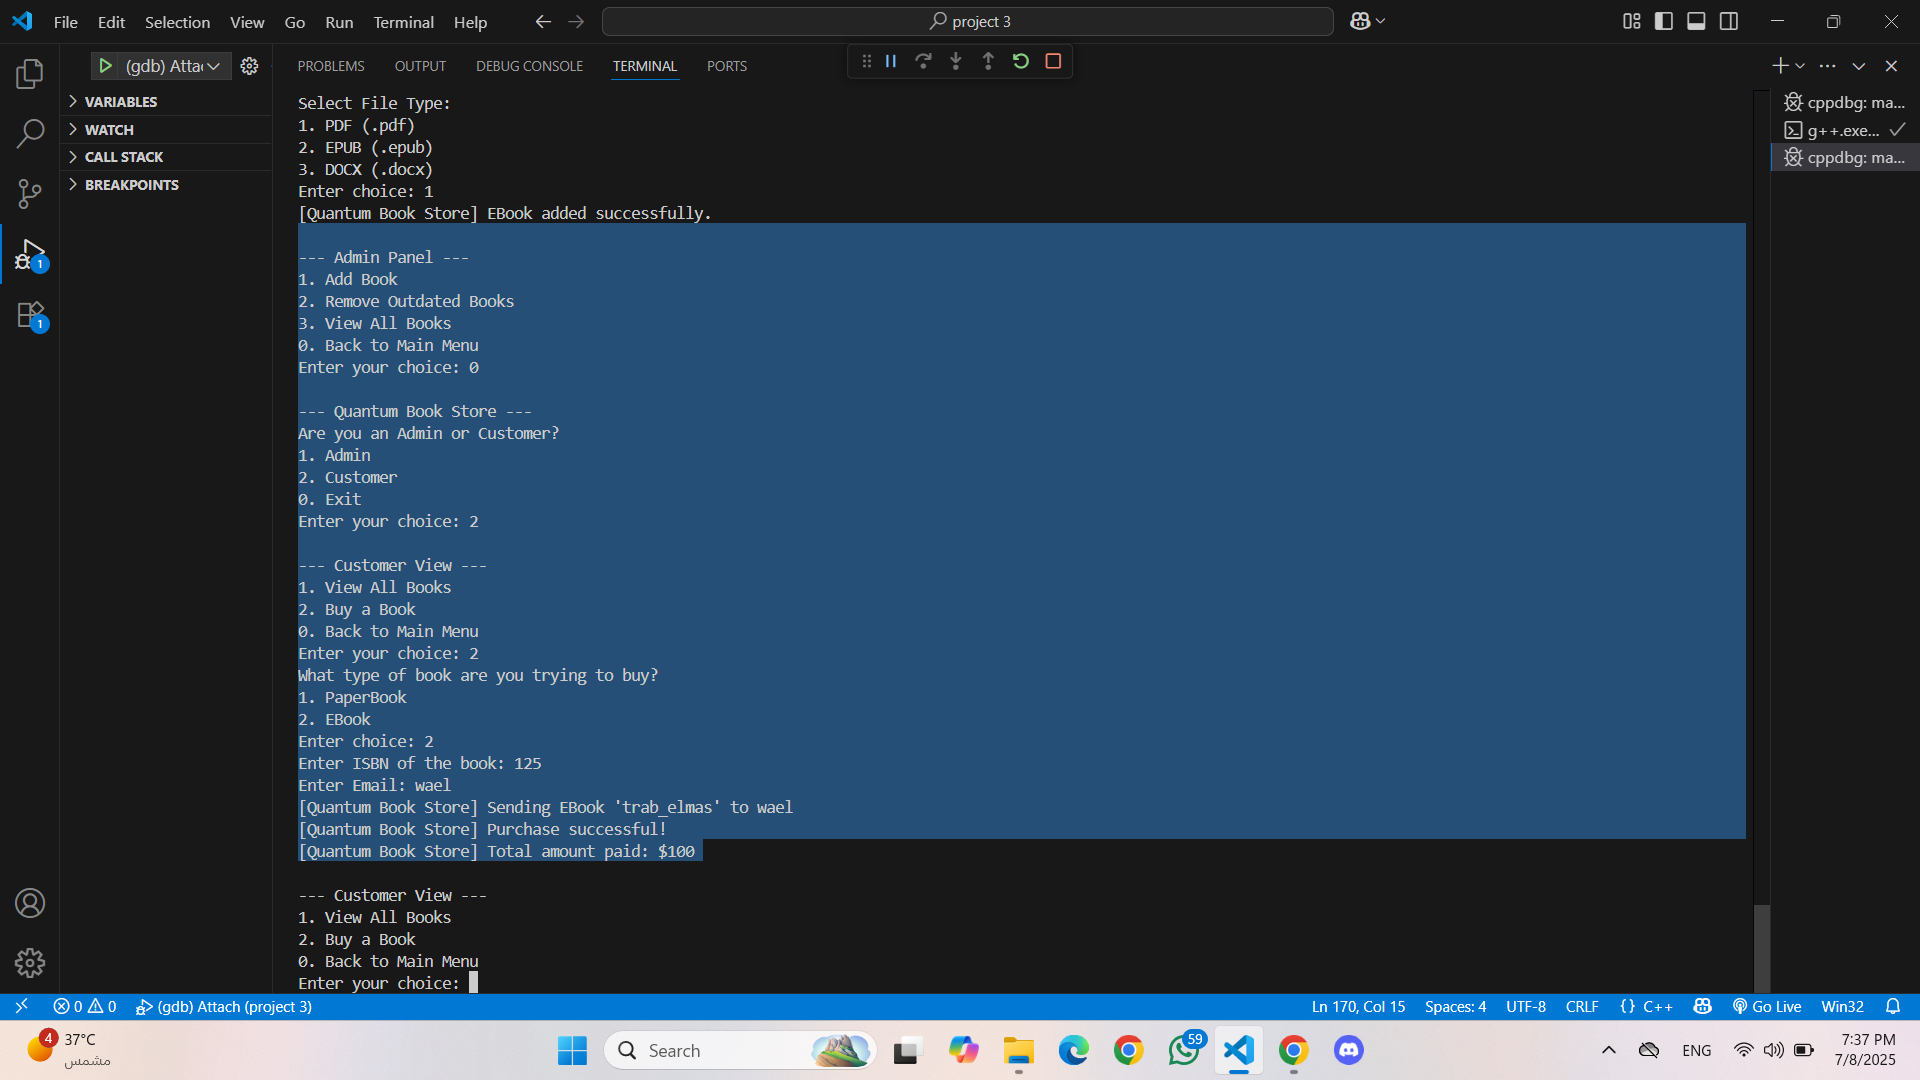 File Edit Selection View Go Run Terminal Help
project 3
(gdb) Attac
PROBLEMS OUTPUT DEBUG CONSOLE TERMINAL PORTS
VARIABLES
WATCH
CALL STACK
BREAKPOINTS
1
1
Select File Type:
1. PDF (.pdf)
2. EPUB (.epub)
3. DOCX (.docx)
Enter choice: 1
[Quantum Book Store] EBook added successfully.
--- Admin Panel ---
1. Add Book
2. Remove Outdated Books
3. View All Books
0. Back to Main Menu
Enter your choice: 0
--- Quantum Book Store ---
Are you an Admin or Customer?
1. Admin
2. Customer
0. Exit
Enter your choice: 2
--- Customer View ---
1. View All Books
2. Buy a Book
0. Back to Main Menu
Enter your choice: 2
What type of book are you trying to buy?
1. PaperBook
2. EBook
Enter choice: 2
Enter ISBN of the book: 125
Enter Email: wael
[Quantum Book Store] Sending EBook 'trab_elmas' to wael
[Quantum Book Store] Purchase successful!
[Quantum Book Store] Total amount paid: $100
--- Customer View ---
1. View All Books
2. Buy a Book
0. Back to Main Menu
Enter your choice:
cppdbg: ma...
g++.exe...
cppdbg: ma...
0 0 (gdb) Attach (project 3)
Ln 170, Col 15 Spaces: 4 UTF-8 CRLF {} C++ Go Live Win32
4
37°C
مشمس
Search
59
ENG
7:37 PM
7/8/2025